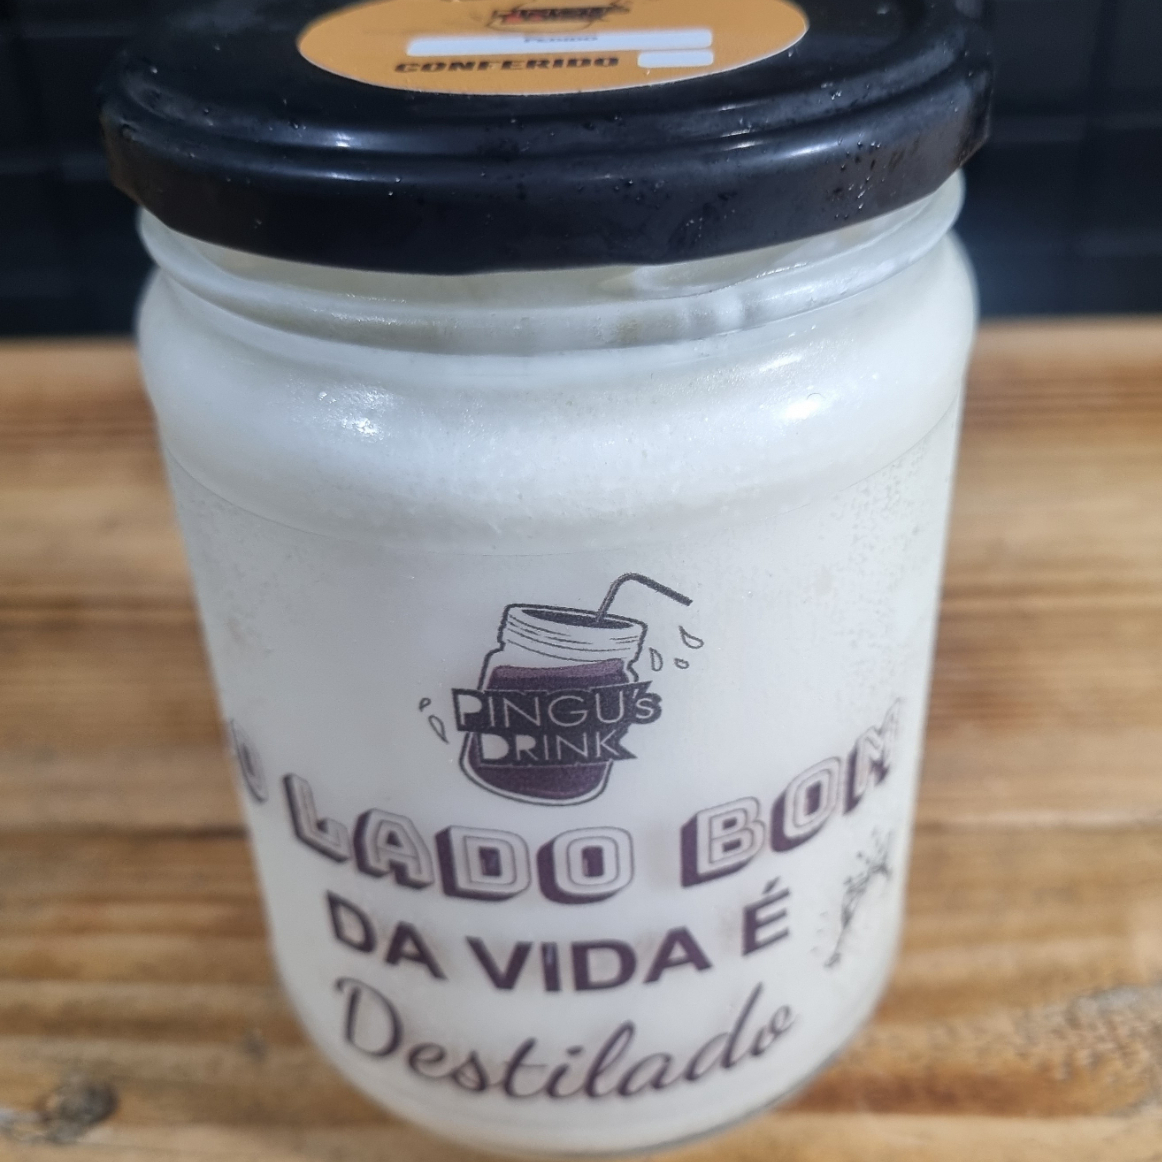 CONFERIDO
PINGU'S
DRINK
LADO BOM
DA VIDA É
Destilado